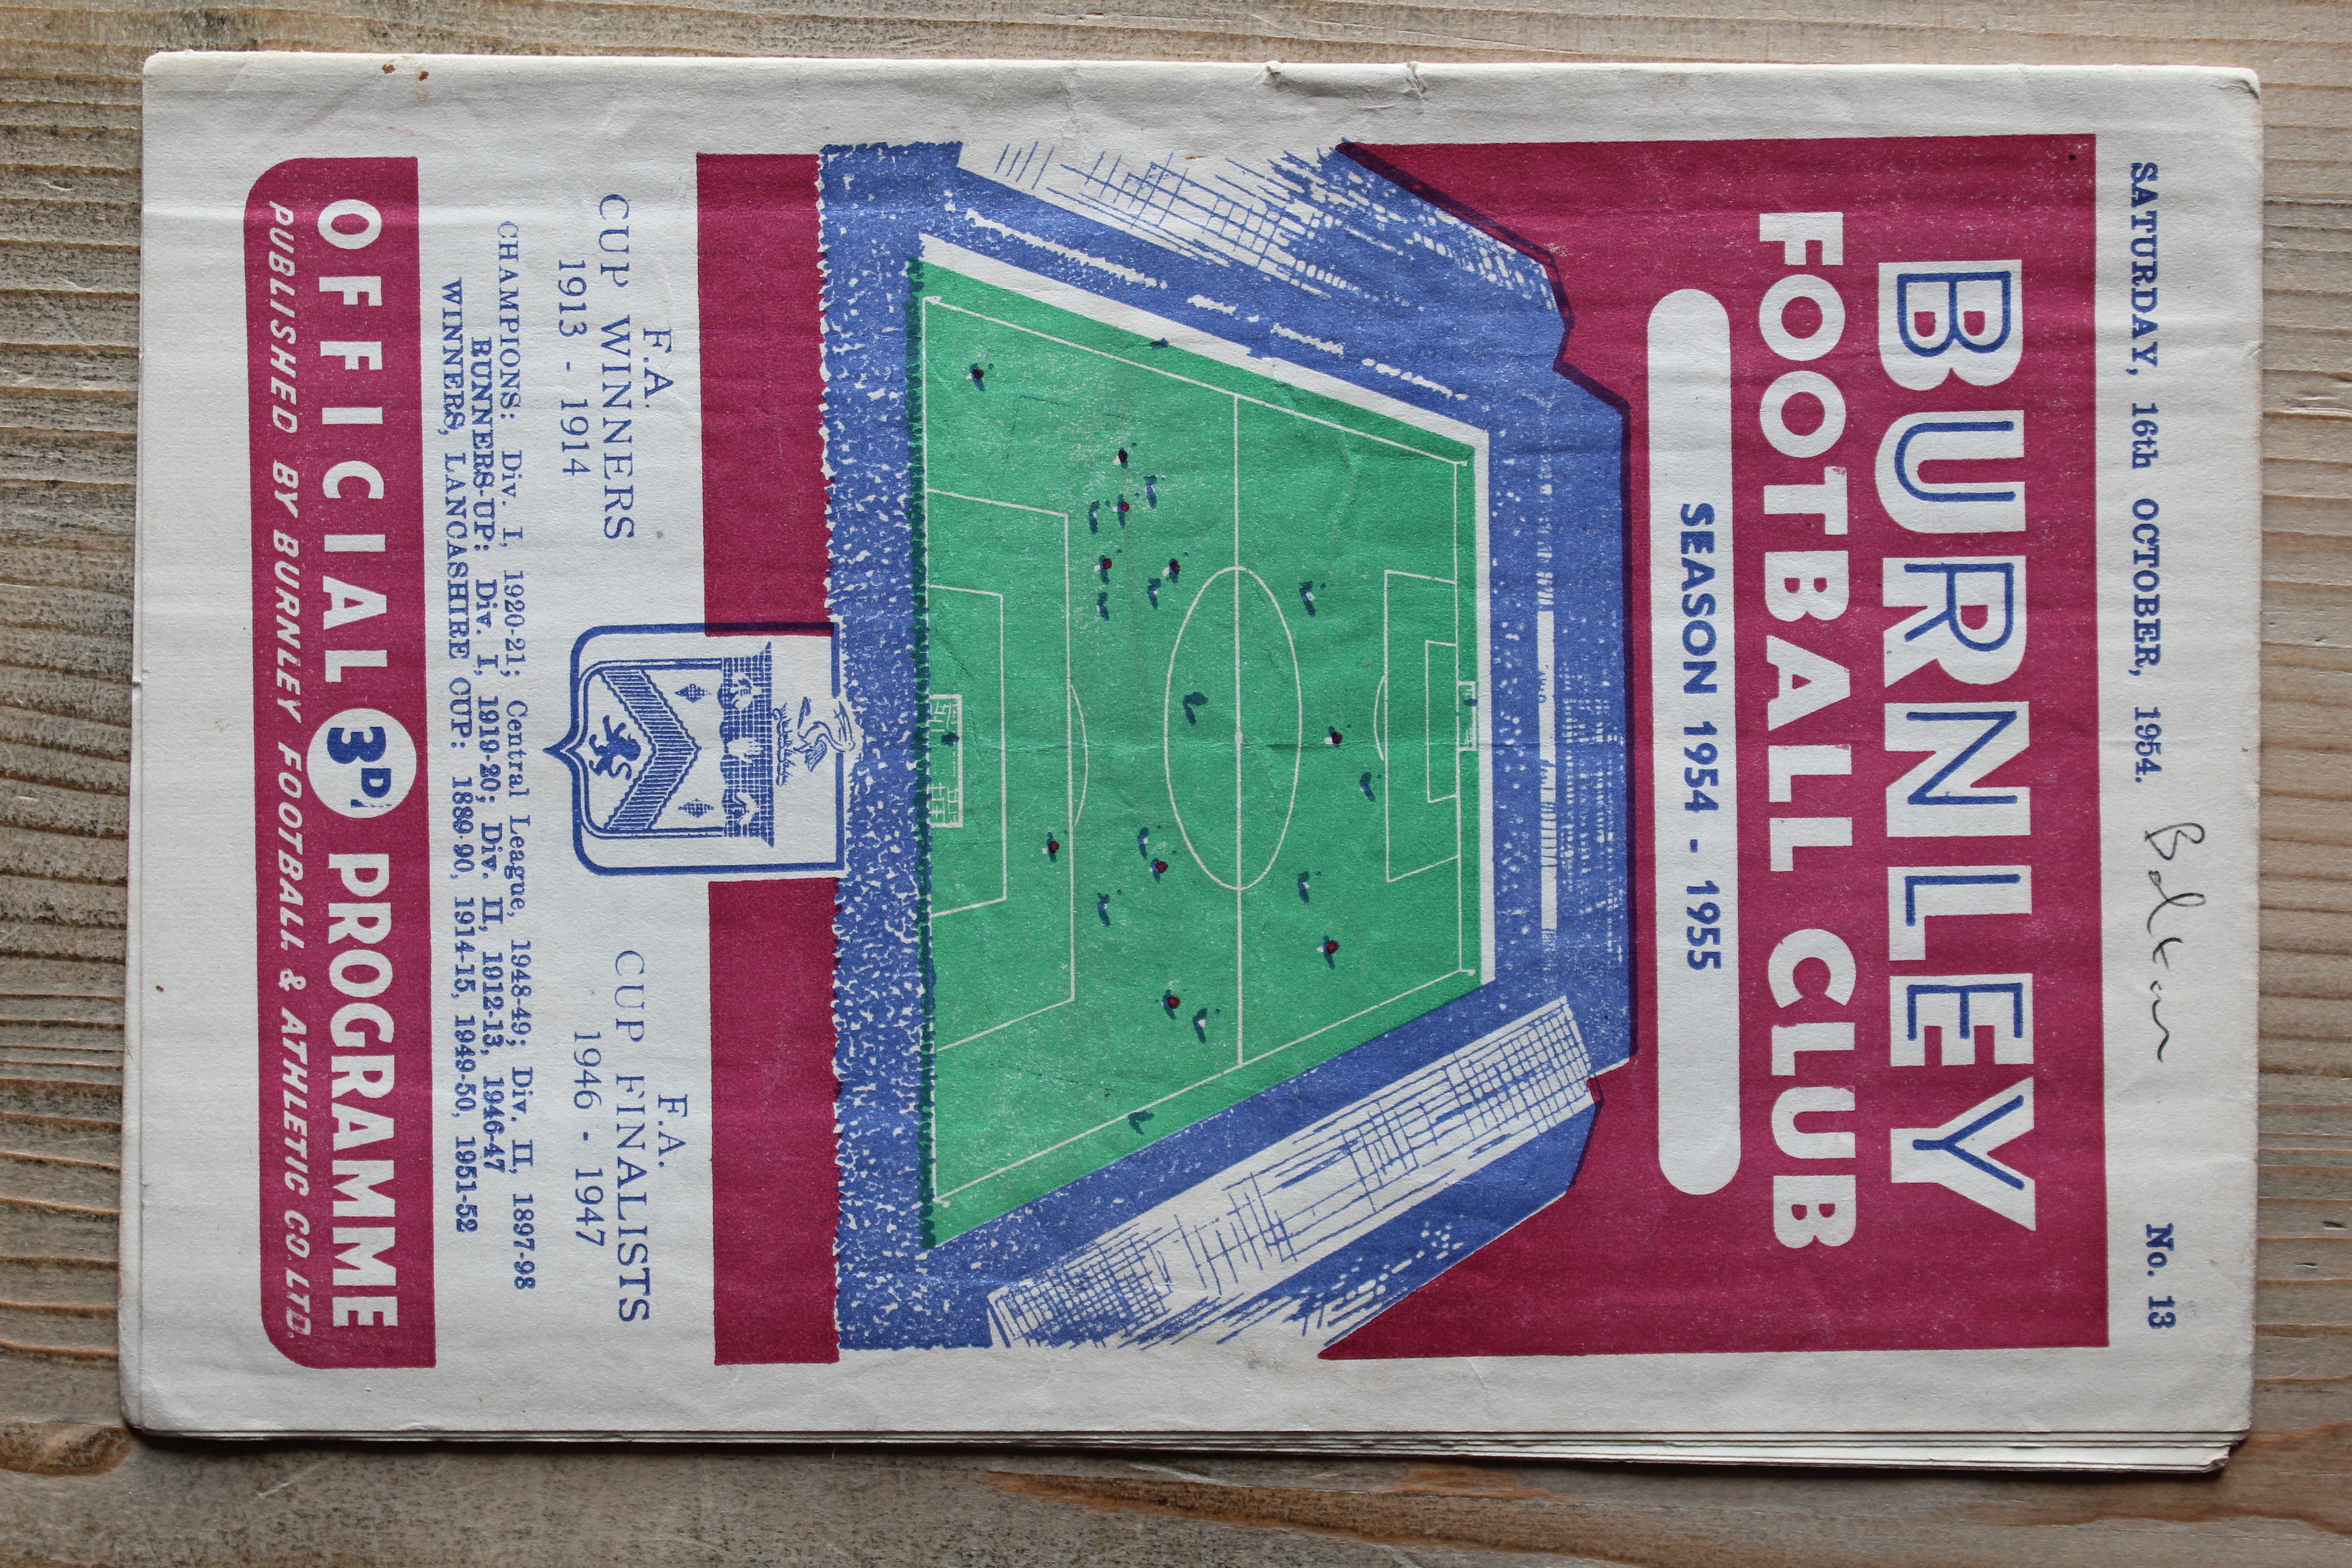 SATURDAY, 16th OCTOBER, 1954. Bolton No. 13
BURNLEY
FOOTBALL CLUB
SEASON 1954 - 1955
F.A.
CUP WINNERS
1913 - 1914
F.A.
CUP FINALISTS
1946 - 1947
CHAMPIONS: Div. I, 1920-21; Central League, 1948-49; Div. II, 1897-98
RUNNERS-UP: Div. I, 1919-20; Div. II, 1912-13, 1946-47
WINNERS, LANCASHIRE CUP: 1889-90, 1914-15, 1949-50, 1951-52
OFFICIAL 3D. PROGRAMME
PUBLISHED BY BURNLEY FOOTBALL & ATHLETIC CO. LTD.